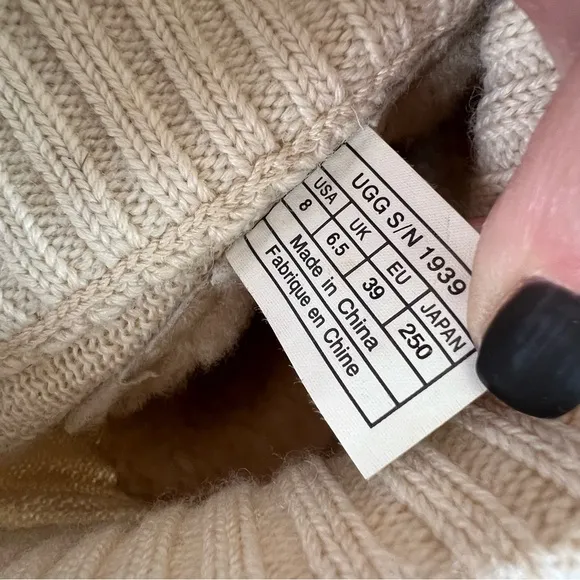 UGG S/N 1939
USA UK EU JAPAN
8 6.5 39 250
Made in China
Fabrique en Chine